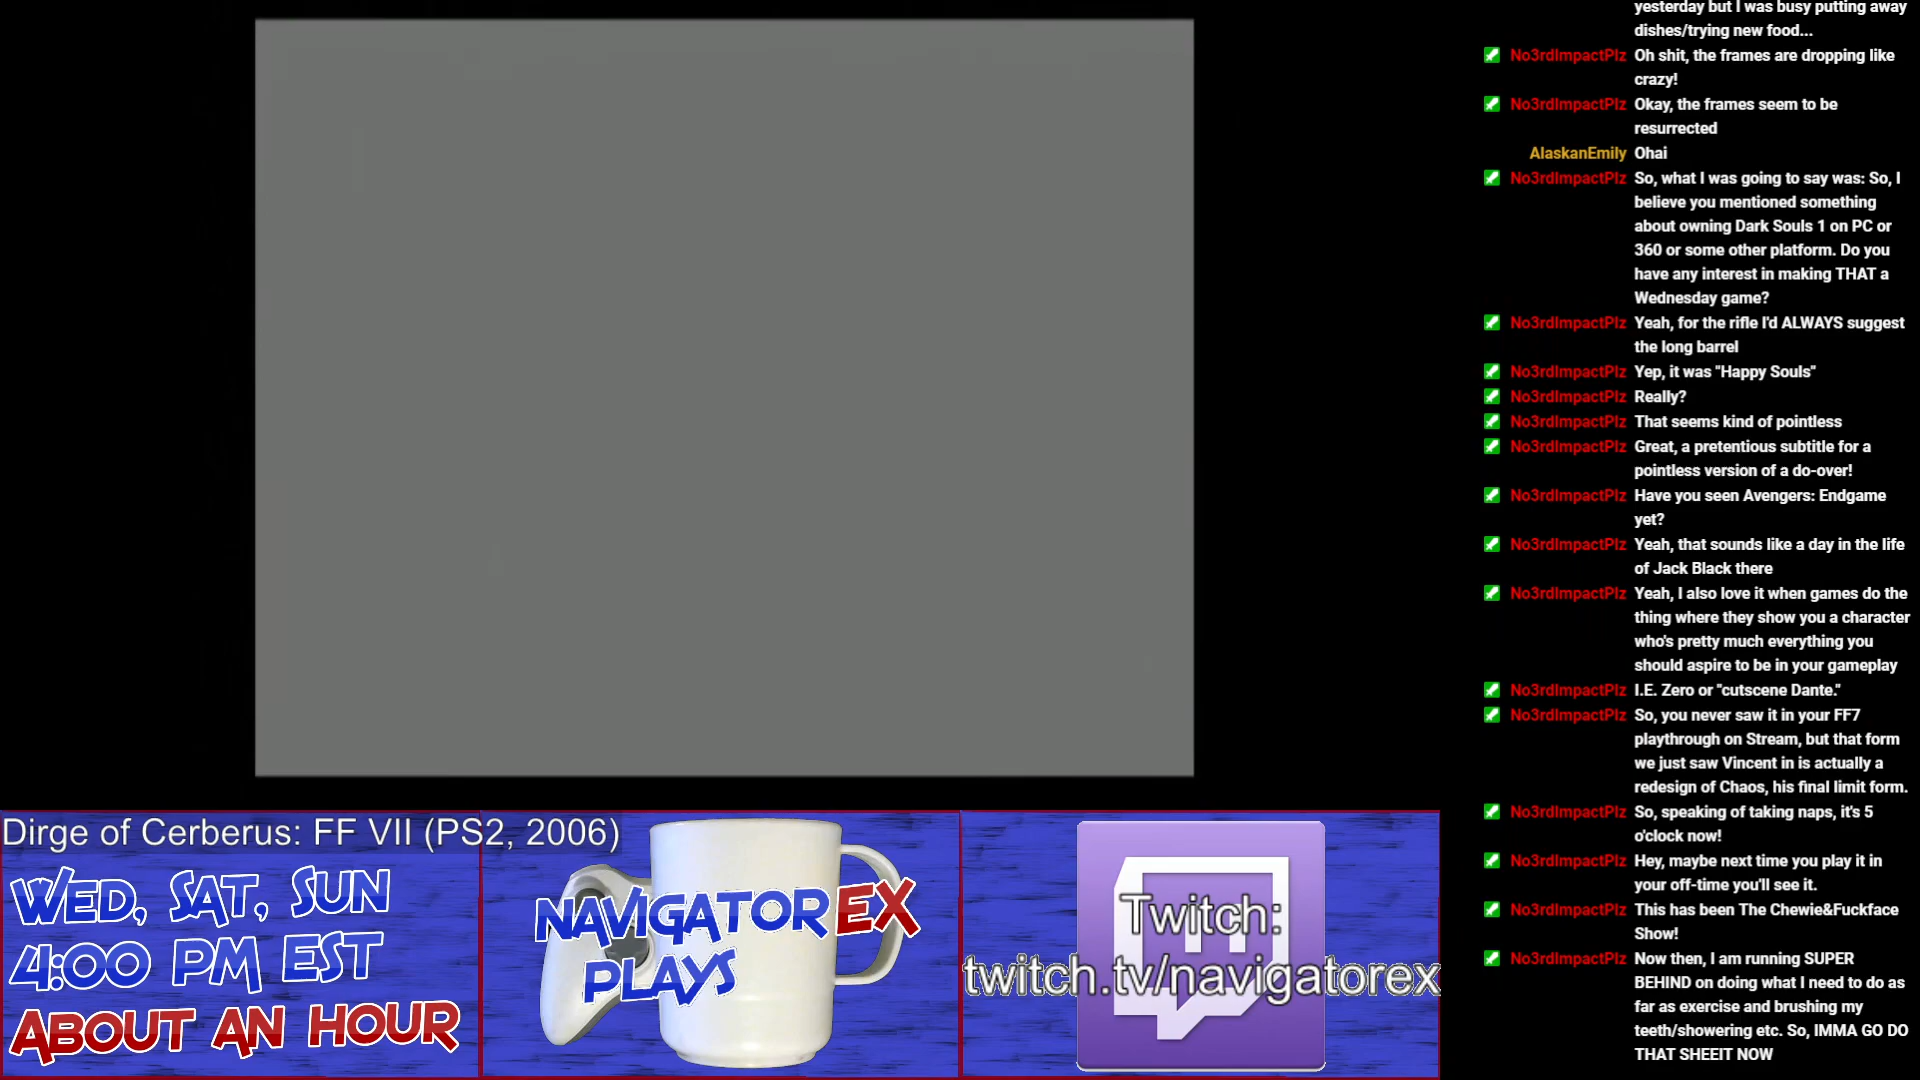 yesterday but I was busy putting away
dishes/trying new food...
No3rdImpactPlz Oh shit, the frames are dropping like
crazy!
No3rdImpactPlz Okay, the frames seem to be
resurrected
AlaskanEmily Ohai
No3rdImpactPlz So, what I was going to say was: So, I
believe you mentioned something
about owning Dark Souls 1 on PC or
360 or some other platform. Do you
have any interest in making THAT a
Wednesday game?
No3rdImpactPlz Yeah, for the rifle I'd ALWAYS suggest
the long barrel
No3rdImpactPlz Yep, it was "Happy Souls"
No3rdImpactPlz Really?
No3rdImpactPlz That seems kind of pointless
No3rdImpactPlz Great, a pretentious subtitle for a
pointless version of a do-over!
No3rdImpactPlz Have you seen Avengers: Endgame
yet?
No3rdImpactPlz Yeah, that sounds like a day in the life
of Jack Black there
No3rdImpactPlz Yeah, I also love it when games do the
thing where they show you a character
who's pretty much everything you
should aspire to be in your gameplay
No3rdImpactPlz I.E. Zero or "cutscene Dante."
No3rdImpactPlz So, you never saw it in your FF7
playthrough on Stream, but that form
we just saw Vincent in is actually a
redesign of Chaos, his final limit form.
No3rdImpactPlz So, speaking of taking naps, it's 5
o'clock now!
No3rdImpactPlz Hey, maybe next time you play it in
your off-time you'll see it.
No3rdImpactPlz This has been The Chewie&Fuckface
Show!
No3rdImpactPlz Now then, I am running SUPER
BEHIND on doing what I need to do as
far as exercise and brushing my
teeth/showering etc. So, IMMA GO DO
THAT SHEEIT NOW
Dirge of Cerberus: FF VII (PS2, 2006)
WED, SAT, SUN
4:00 PM EST
ABOUT AN HOUR
NAVIGATOREX
PLAYS
Twitch:
twitch.tv/navigatorex